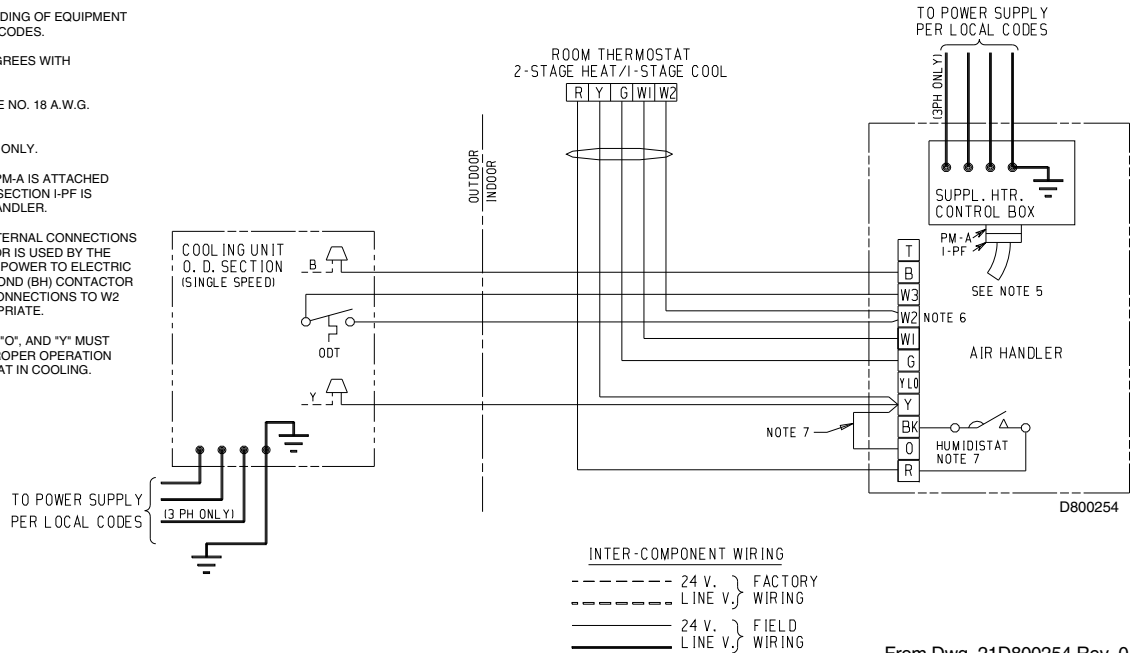 DING OF EQUIPMENT
CODES.
GREES WITH
E NO. 18 A.W.G.
ONLY.
PM-A IS ATTACHED
SECTION I-PF IS
ANDLER.
TERNAL CONNECTIONS
OR IS USED BY THE
POWER TO ELECTRIC
OND (BH) CONTACTOR
ONNECTIONS TO W2
PRIATE.
"O", AND "Y" MUST
ROPER OPERATION
AT IN COOLING.
TO POWER SUPPLY
PER LOCAL CODES
(3PH ONLY)
ROOM THERMOSTAT
2-STAGE HEAT/1-STAGE COOL
R Y G W1 W2
OUTDOOR
INDOOR
SUPPL. HTR.
CONTROL BOX
PM-A
I-PF
SEE NOTE 5
COOLING UNIT
O. D. SECTION
(SINGLE SPEED)
B
ODT
Y
T
B
W3
W2 NOTE 6
W1
G
YLO
Y
BK
O
R
AIR HANDLER
NOTE 7
HUMIDISTAT
NOTE 7
D800254
TO POWER SUPPLY
PER LOCAL CODES
(3 PH ONLY)
INTER-COMPONENT WIRING
24 V. } FACTORY
LINE V. } WIRING
24 V. } FIELD
LINE V. } WIRING
From Dwg. 21D800254 Rev. 0